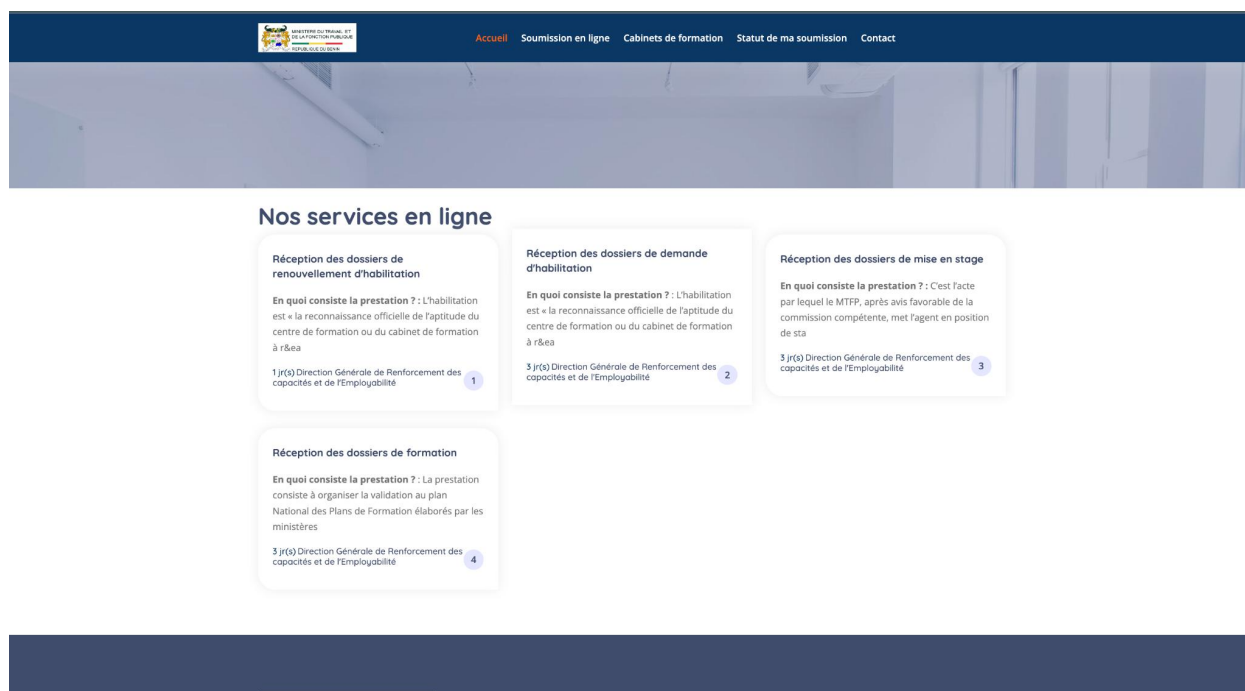 MINISTERE DU TRAVAIL ET
DE LA FONCTION PUBLIQUE
REPUBLIQUE DU BENIN
Accueil Soumission en ligne Cabinets de formation Statut de ma soumission Contact
Nos services en ligne
Réception des dossiers de
renouvellement d'habilitation
En quoi consiste la prestation ? : L'habilitation
est « la reconnaissance officielle de l'aptitude du
centre de formation ou du cabinet de formation
à r&ea
1 jr(s) Direction Générale de Renforcement des
capacités et de l'Employabilité
1
Réception des dossiers de demande
d'habilitation
En quoi consiste la prestation ? : L'habilitation
est « la reconnaissance officielle de l'aptitude du
centre de formation ou du cabinet de formation
à r&ea
3 jr(s) Direction Générale de Renforcement des
capacités et de l'Employabilité
2
Réception des dossiers de mise en stage
En quoi consiste la prestation ? : C'est l'acte
par lequel le MTFP, après avis favorable de la
commission compétente, met l'agent en position
de sta
3 jr(s) Direction Générale de Renforcement des
capacités et de l'Employabilité
3
Réception des dossiers de formation
En quoi consiste la prestation ? : La prestation
consiste à organiser la validation au plan
National des Plans de Formation élaborés par les
ministères
3 jr(s) Direction Générale de Renforcement des
capacités et de l'Employabilité
4